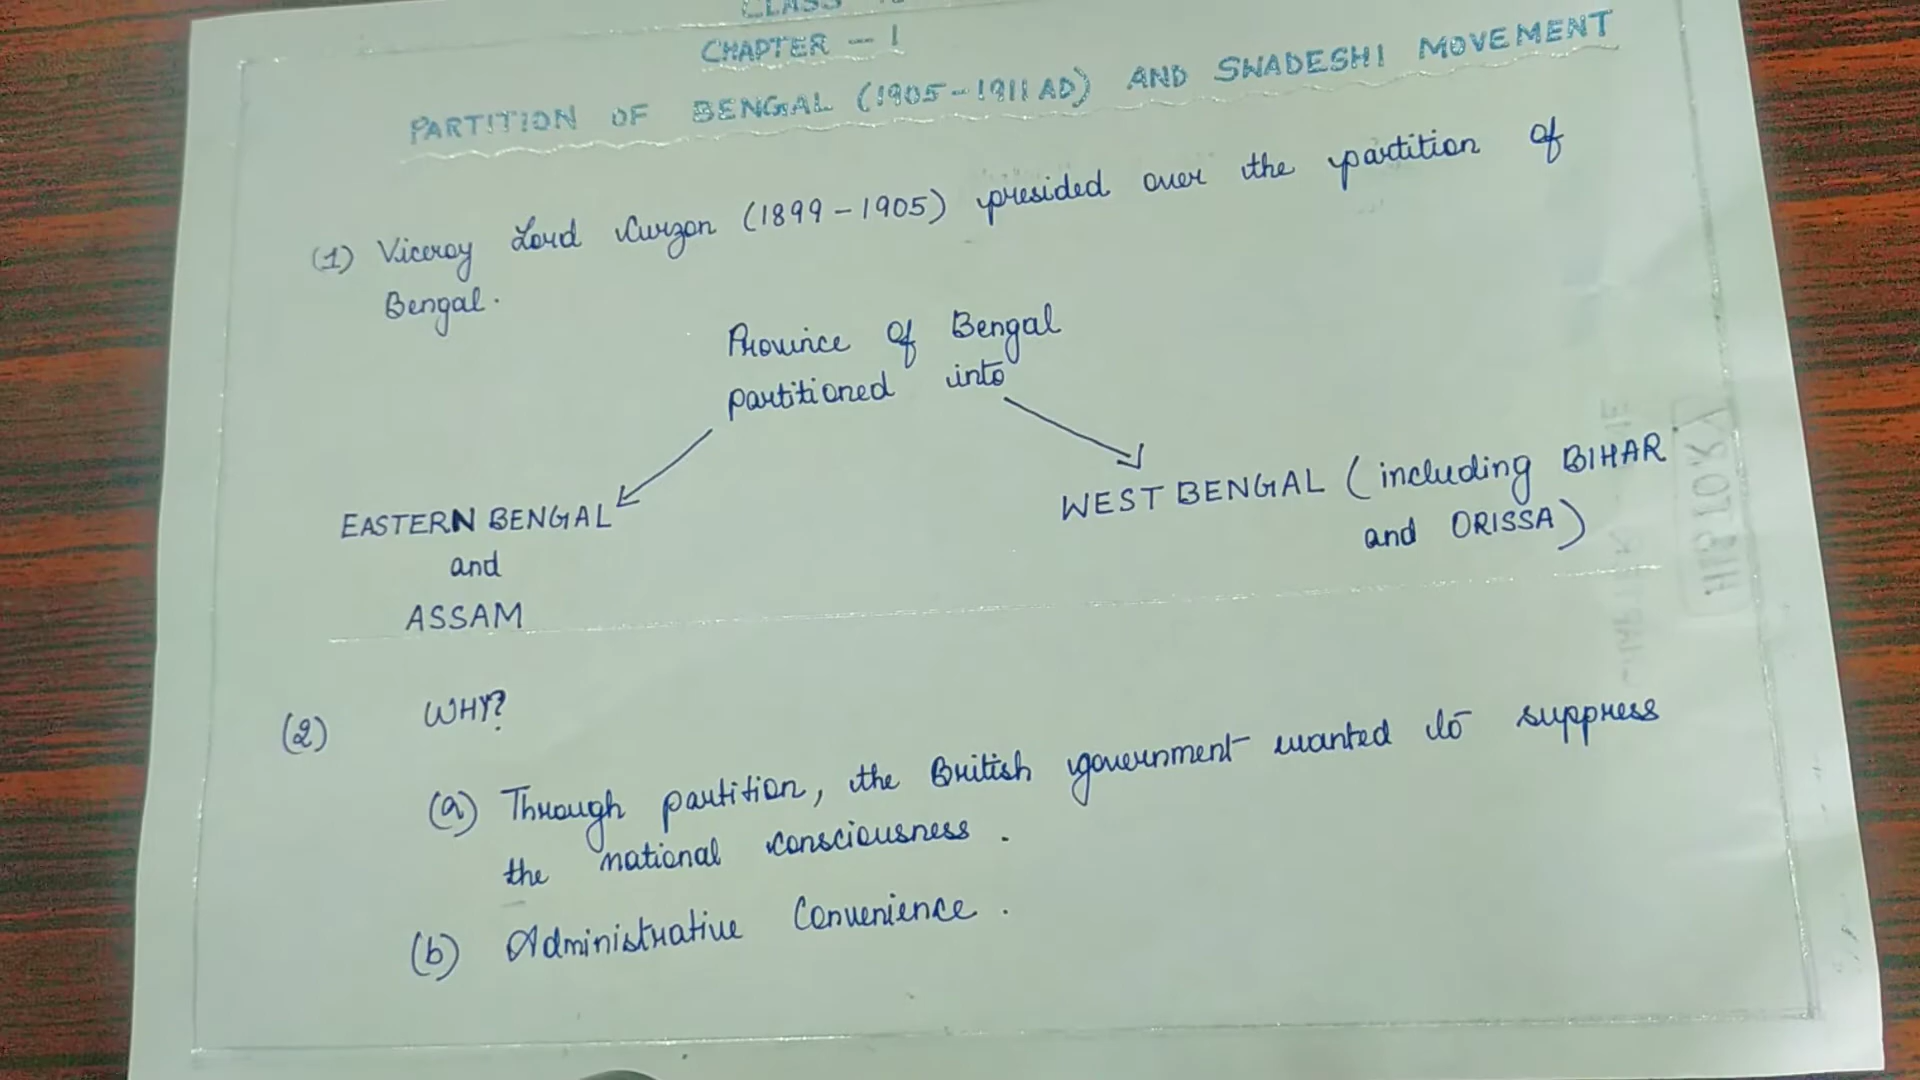 CLASS
CHAPTER - 1
PARTITION OF BENGAL (1905-1911 AD) AND SWADESHI MOVEMENT
(1) Viceroy Lord Curzon (1899-1905) presided over the partition of
Bengal.
Province of Bengal
partitioned into
EASTERN BENGAL
and
ASSAM
WEST BENGAL (including BIHAR
and ORISSA)
(2) WHY?
(a) Through partition, the British government wanted to suppress
the national consciousness.
(b) Administrative Convenience.
HISTORY